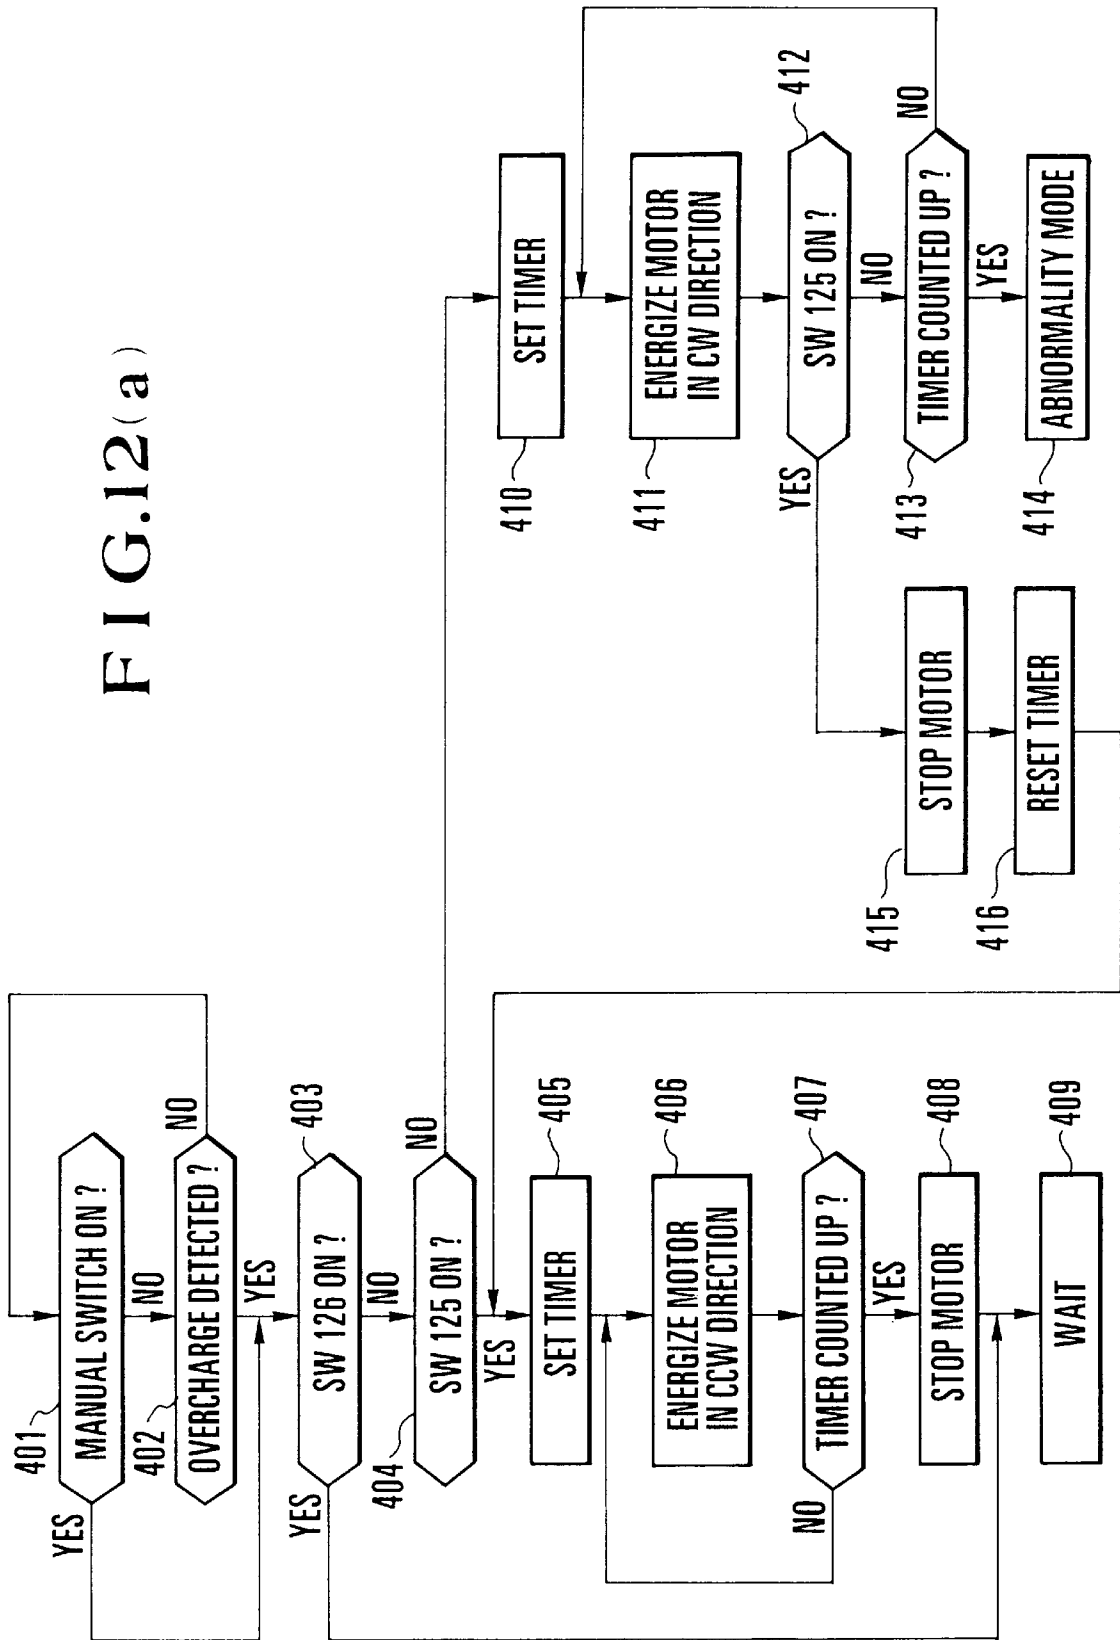 FIG.12(a)
401
MANUAL SWITCH ON ?
YES
NO
402
OVERCHARGE DETECTED ?
NO
YES
403
SW 126 ON ?
YES
NO
404
SW 125 ON ?
NO
YES
405
SET TIMER
406
ENERGIZE MOTOR
IN CCW DIRECTION
407
TIMER COUNTED UP ?
NO
YES
408
STOP MOTOR
409
WAIT
410
SET TIMER
411
ENERGIZE MOTOR
IN CW DIRECTION
412
SW 125 ON ?
YES
NO
413
TIMER COUNTED UP ?
NO
YES
414
ABNORMALITY MODE
415
STOP MOTOR
416
RESET TIMER